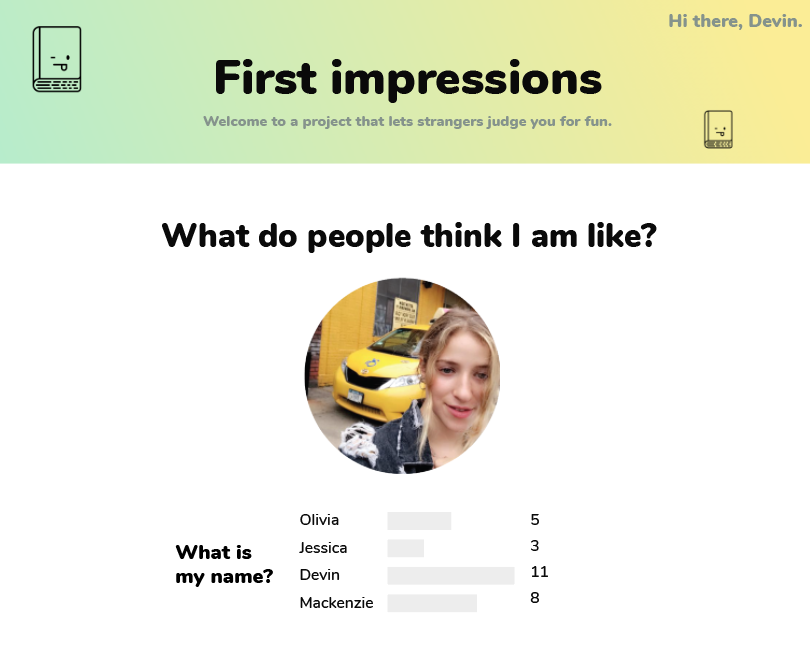 Hi there, Devin.
First impressions
Welcome to a project that lets strangers judge you for fun.
What do people think I am like?
What is
my name?
Olivia 5
Jessica 3
Devin 11
Mackenzie 8